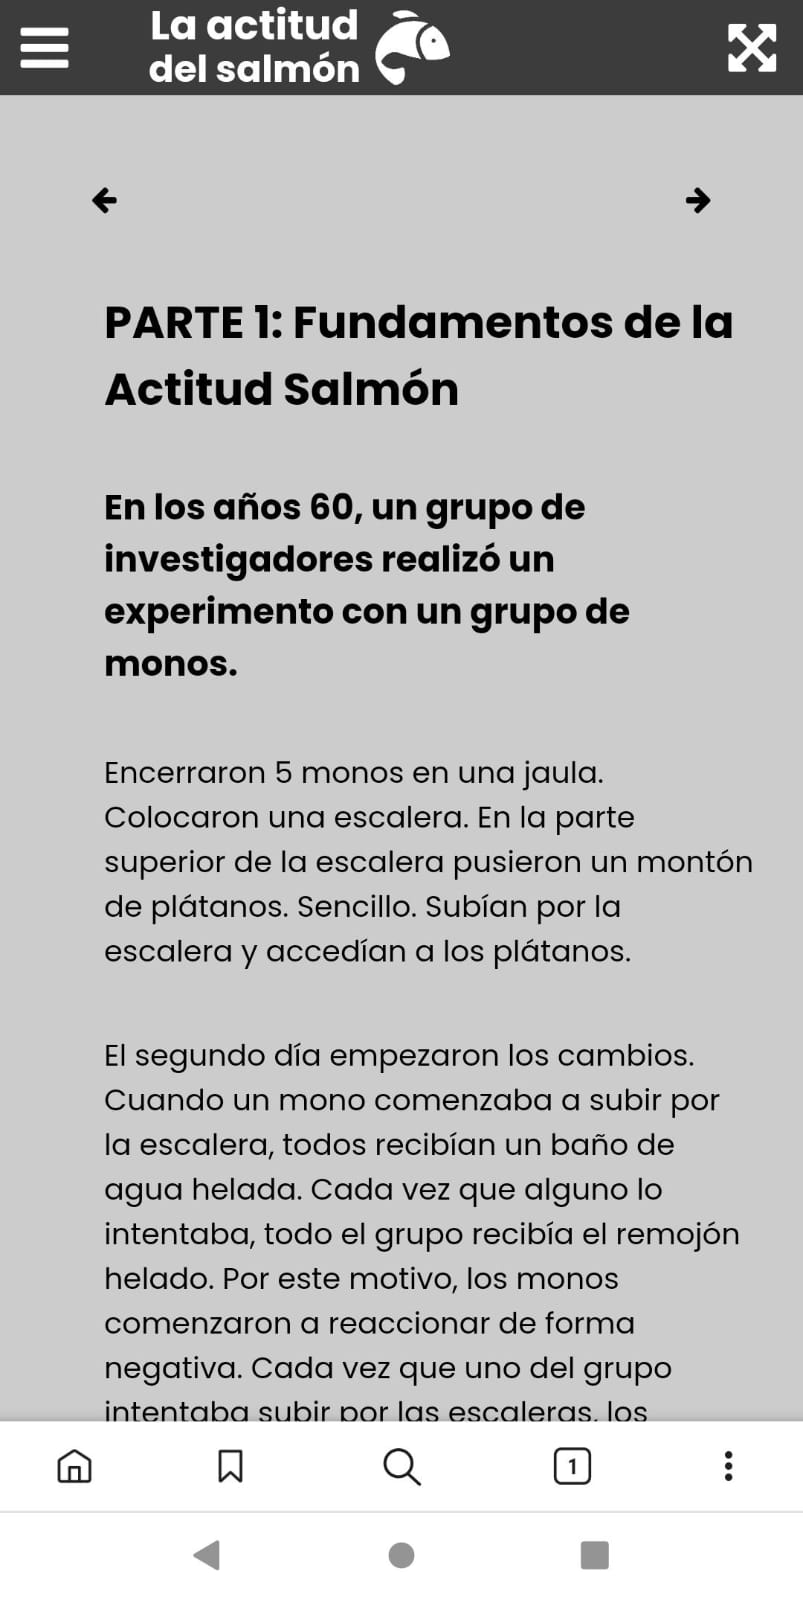 La actitud
del salmón
PARTE 1: Fundamentos de la
Actitud Salmón
En los años 60, un grupo de
investigadores realizó un
experimento con un grupo de
monos.
Encerraron 5 monos en una jaula.
Colocaron una escalera. En la parte
superior de la escalera pusieron un montón
de plátanos. Sencillo. Subían por la
escalera y accedían a los plátanos.
El segundo día empezaron los cambios.
Cuando un mono comenzaba a subir por
la escalera, todos recibían un baño de
agua helada. Cada vez que alguno lo
intentaba, todo el grupo recibía el remojón
helado. Por este motivo, los monos
comenzaron a reaccionar de forma
negativa. Cada vez que uno del grupo
intentaba subir por las escaleras, los
1